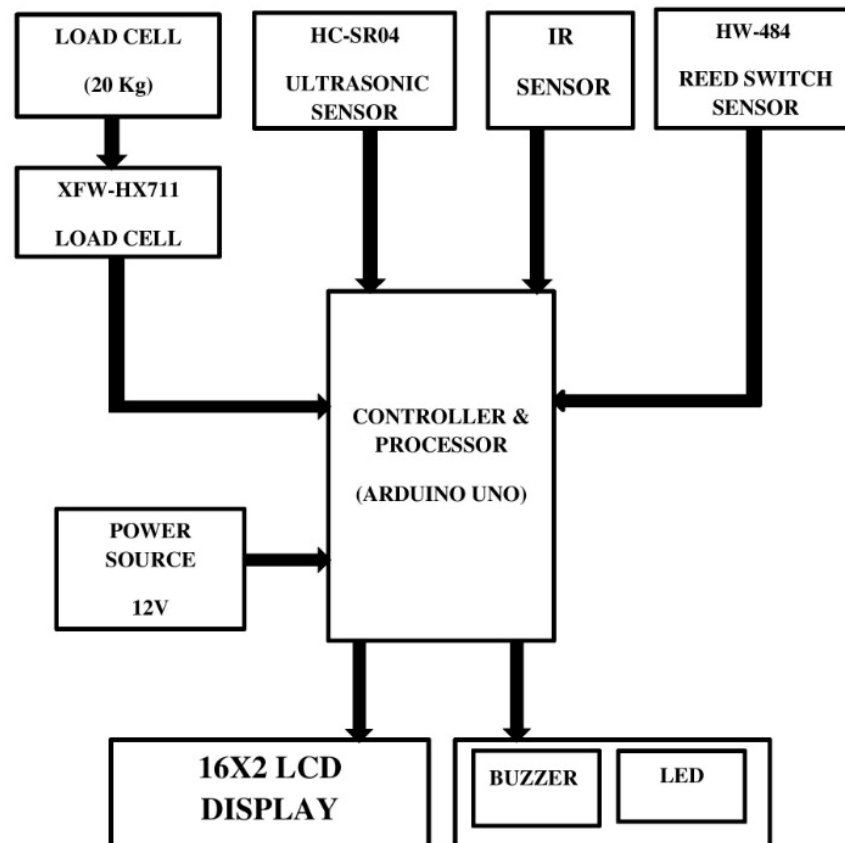 LOAD CELL
(20 Kg)
HC-SR04
ULTRASONIC
SENSOR
IR
SENSOR
HW-484
REED SWITCH
SENSOR
XFW-HX711
LOAD CELL
CONTROLLER &
PROCESSOR
(ARDUINO UNO)
POWER
SOURCE
12V
16X2 LCD
DISPLAY
BUZZER
LED